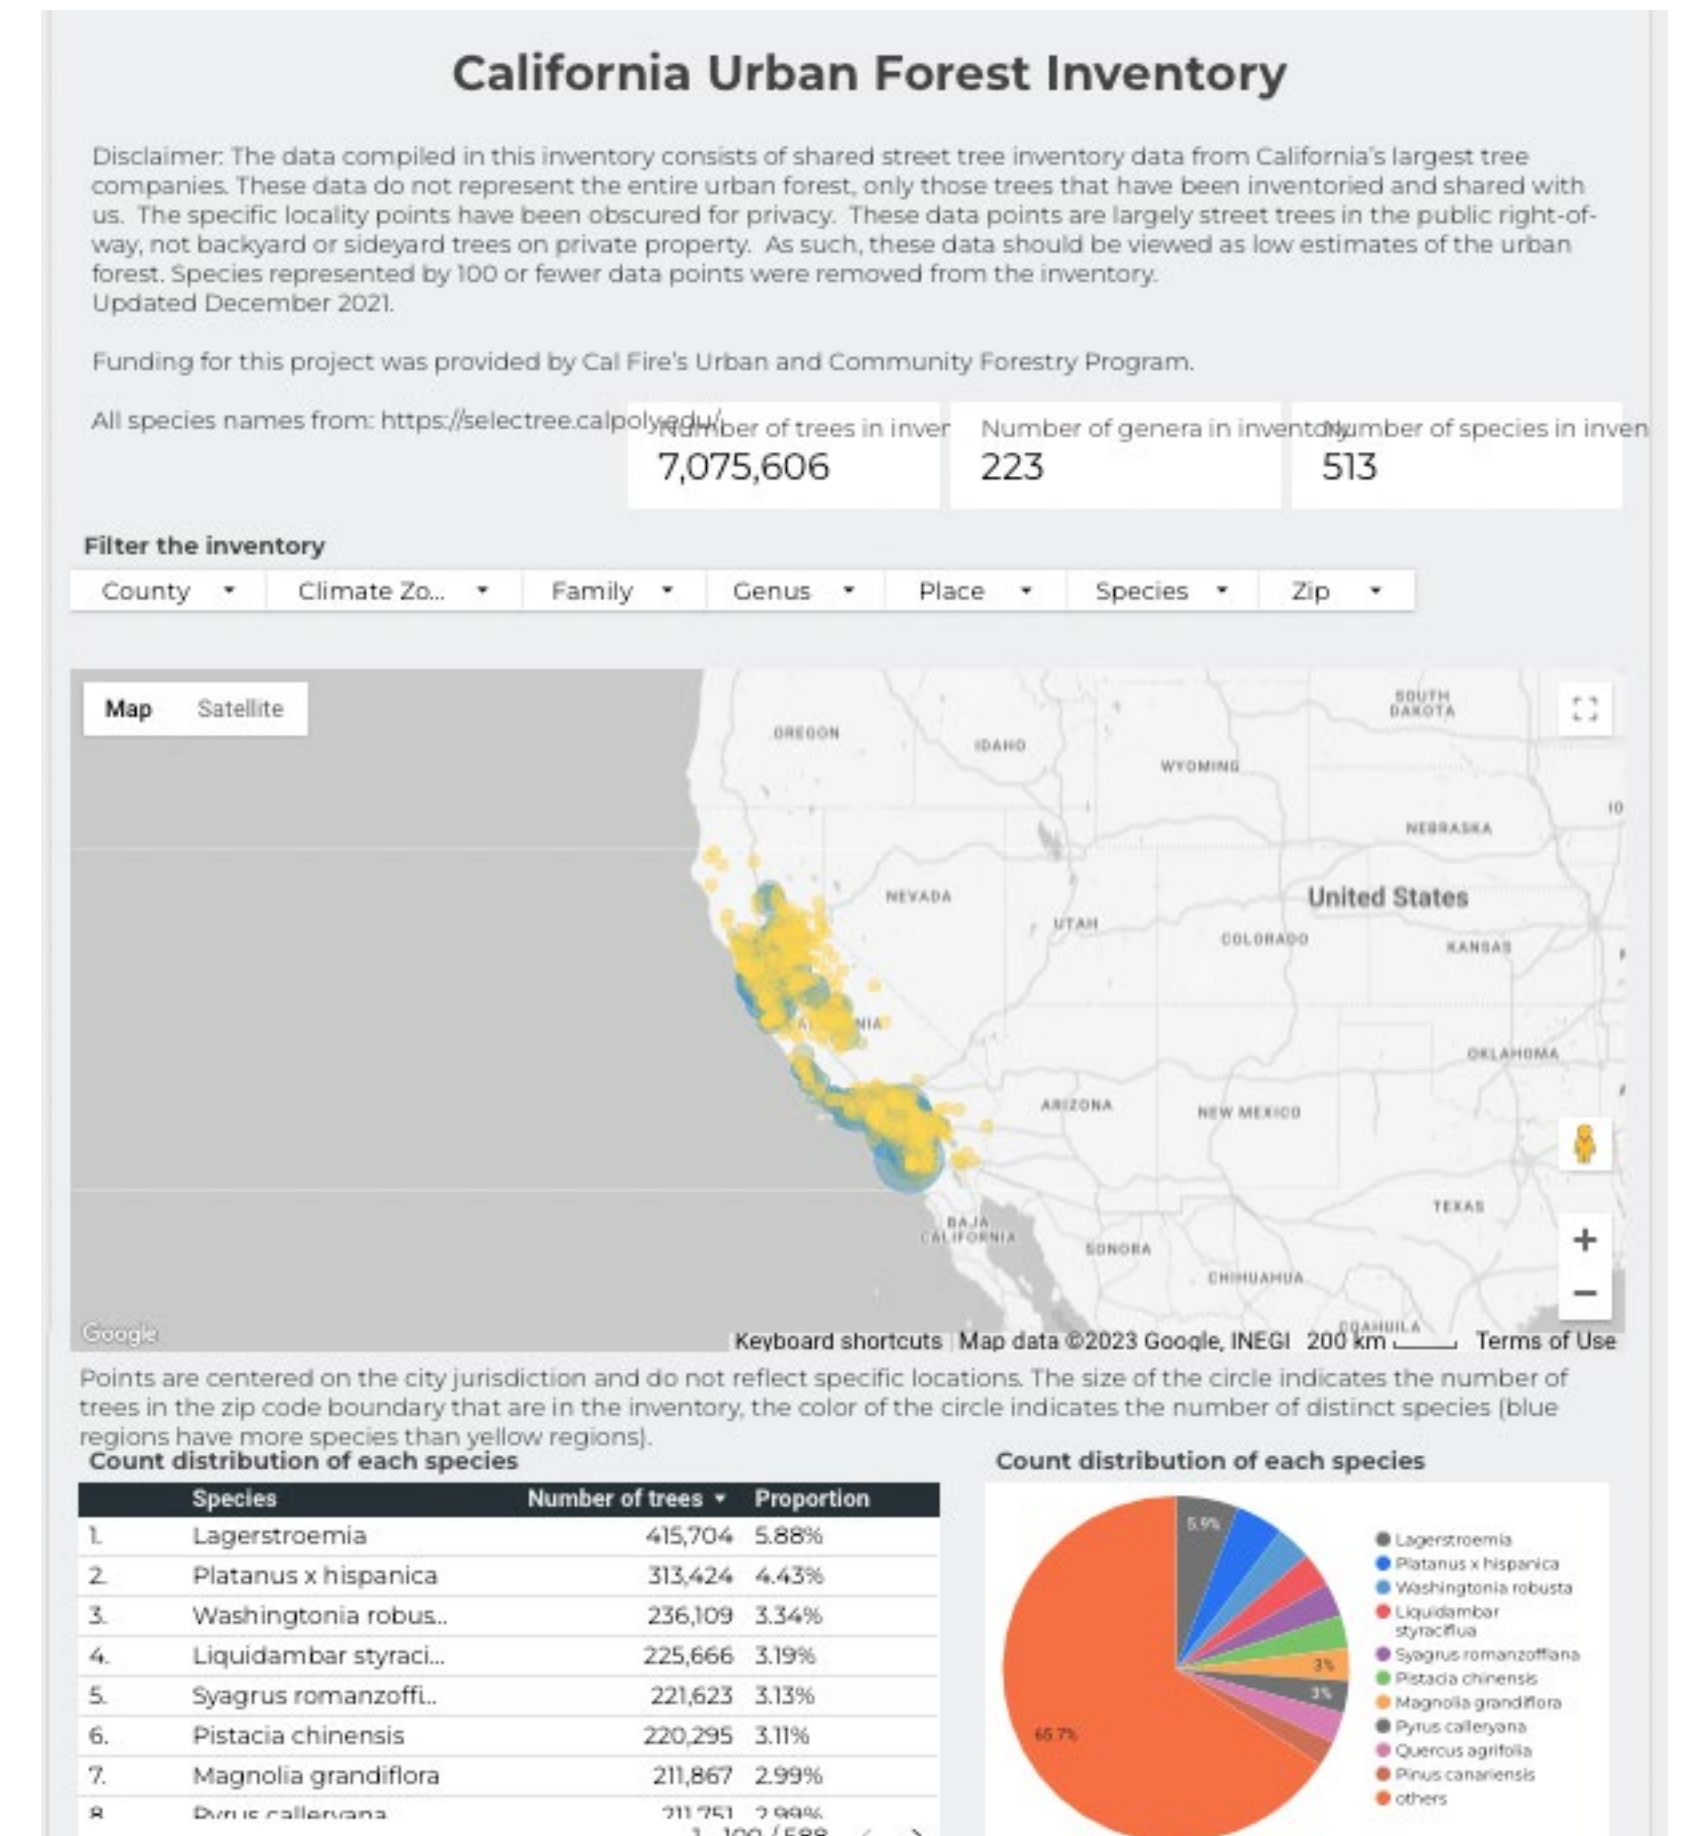 California Urban Forest Inventory
Disclaimer: The data compiled in this inventory consists of shared street tree inventory data from California's largest tree
companies. These data do not represent the entire urban forest, only those trees that have been inventoried and shared with
us. The specific locality points have been obscured for privacy. These data points are largely street trees in the public right-of-
way, not backyard or sideyard trees on private property. As such, these data should be viewed as low estimates of the urban
forest. Species represented by 100 or fewer data points were removed from the inventory.
Updated December 2021.
Funding for this project was provided by Cal Fire's Urban and Community Forestry Program.
All species names from: https://selectree.calpoly.edu/
Number of trees in inver
7,075,606
Number of genera in inventory
223
Number of species in inven
513
Filter the inventory
County
Climate Zo...
Family
Genus
Place
Species
Zip
Map
Satellite
SOUTH
DAKOTA
OREGON
IDAHO
WYOMING
IO
NEBRASKA
NEVADA
United States
UTAH
COLORADO
KANSAS
NIA
OKLAHOMA
ARIZONA
NEW MEXICO
TEXAS
BAJA
CALIFORNIA
SONORA
CHIHUAHUA
COAHUILA
Google
Keyboard shortcuts
Map data ©2023 Google, INEGI
200 km
Terms of Use
Points are centered on the city jurisdiction and do not reflect specific locations. The size of the circle indicates the number of
trees in the zip code boundary that are in the inventory, the color of the circle indicates the number of distinct species (blue
regions have more species than yellow regions).
Count distribution of each species
Species Number of trees Proportion
1. Lagerstroemia 415,704 5.88%
2. Platanus x hispanica 313,424 4.43%
3. Washingtonia robus... 236,109 3.34%
4. Liquidambar styraci... 225,666 3.19%
5. Syagrus romanzoffi... 221,623 3.13%
6. Pistacia chinensis 220,295 3.11%
7. Magnolia grandiflora 211,867 2.99%
8. Pyrus calleryana 211,751 2.99%
1 - 100 / 588
Count distribution of each species
5.9%
3%
3%
65.7%
Lagerstroemia
Platanus x hispanica
Washingtonia robusta
Liquidambar
styraciflua
Syagrus romanzoffiana
Pistacia chinensis
Magnolia grandiflora
Pyrus calleryana
Quercus agrifolia
Pinus canariensis
others